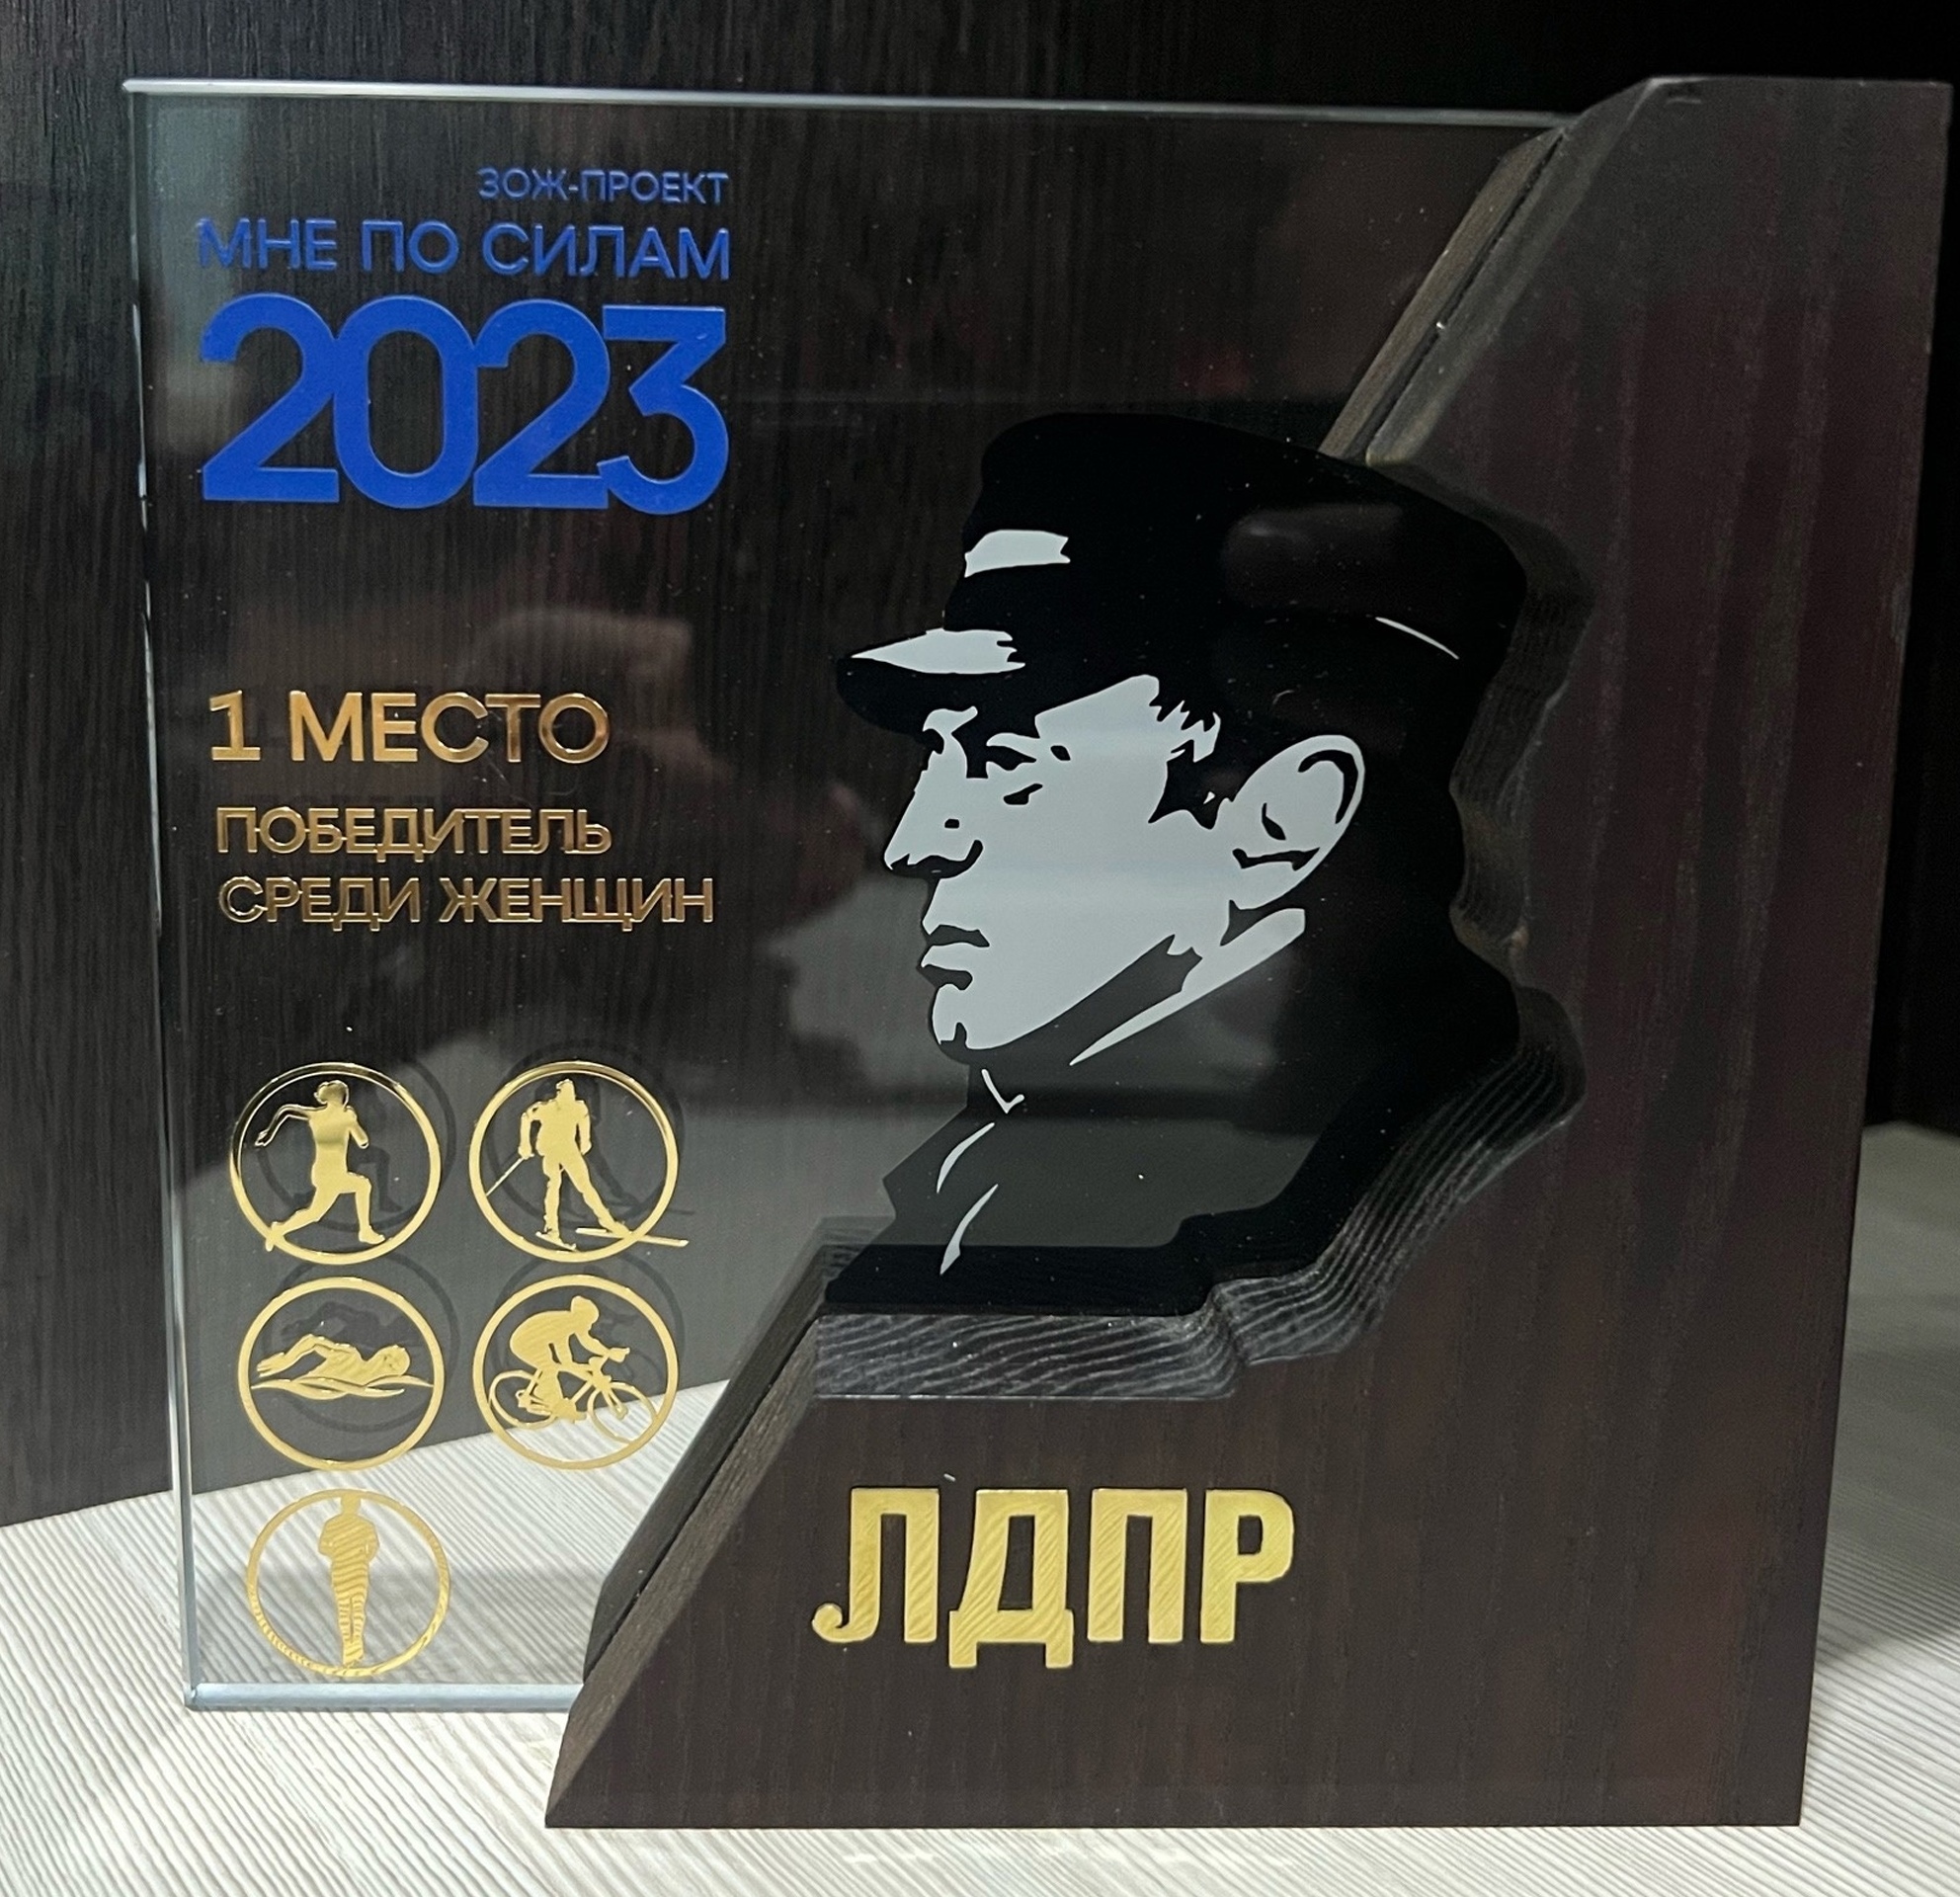 ЗОЖ-ПРОЕКТ
МНЕ ПО СИЛАМ
2023
1 МЕСТО
ПОБЕДИТЕЛЬ
СРЕДИ ЖЕНЩИН
ЛДПР